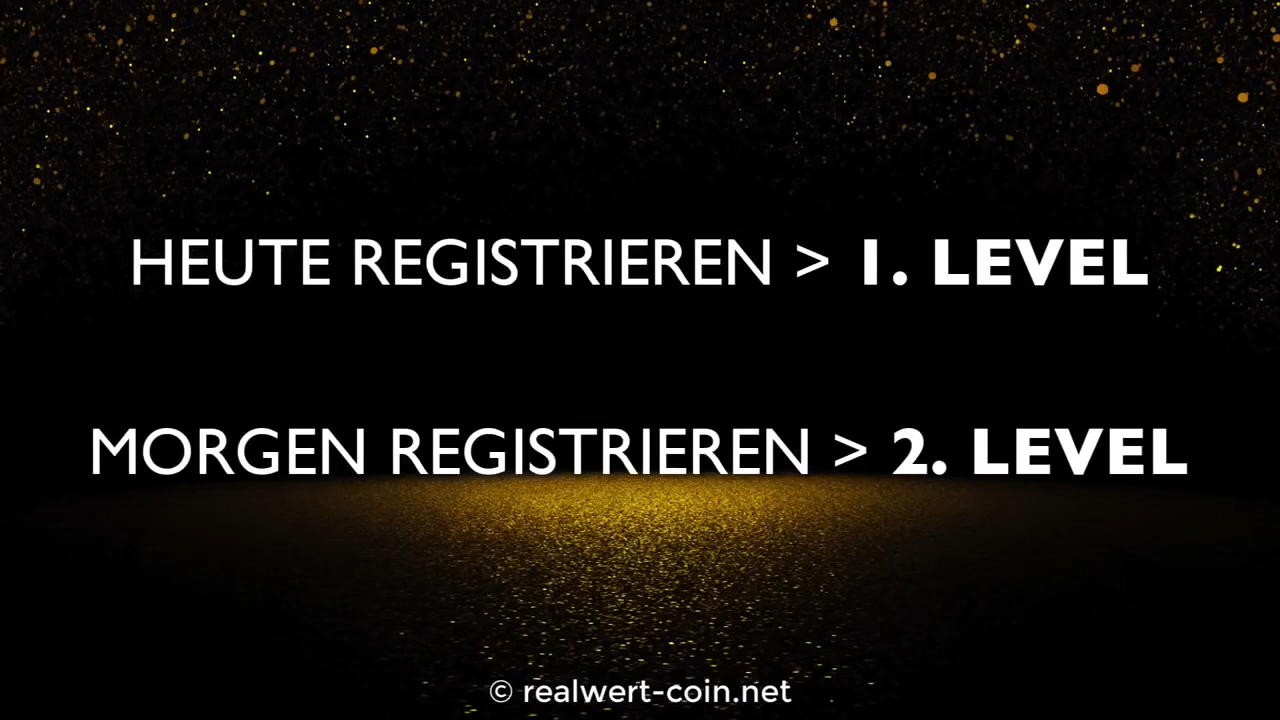 HEUTE REGISTRIEREN > 1. LEVEL
MORGEN REGISTRIEREN > 2. LEVEL
© realwert-coin.net